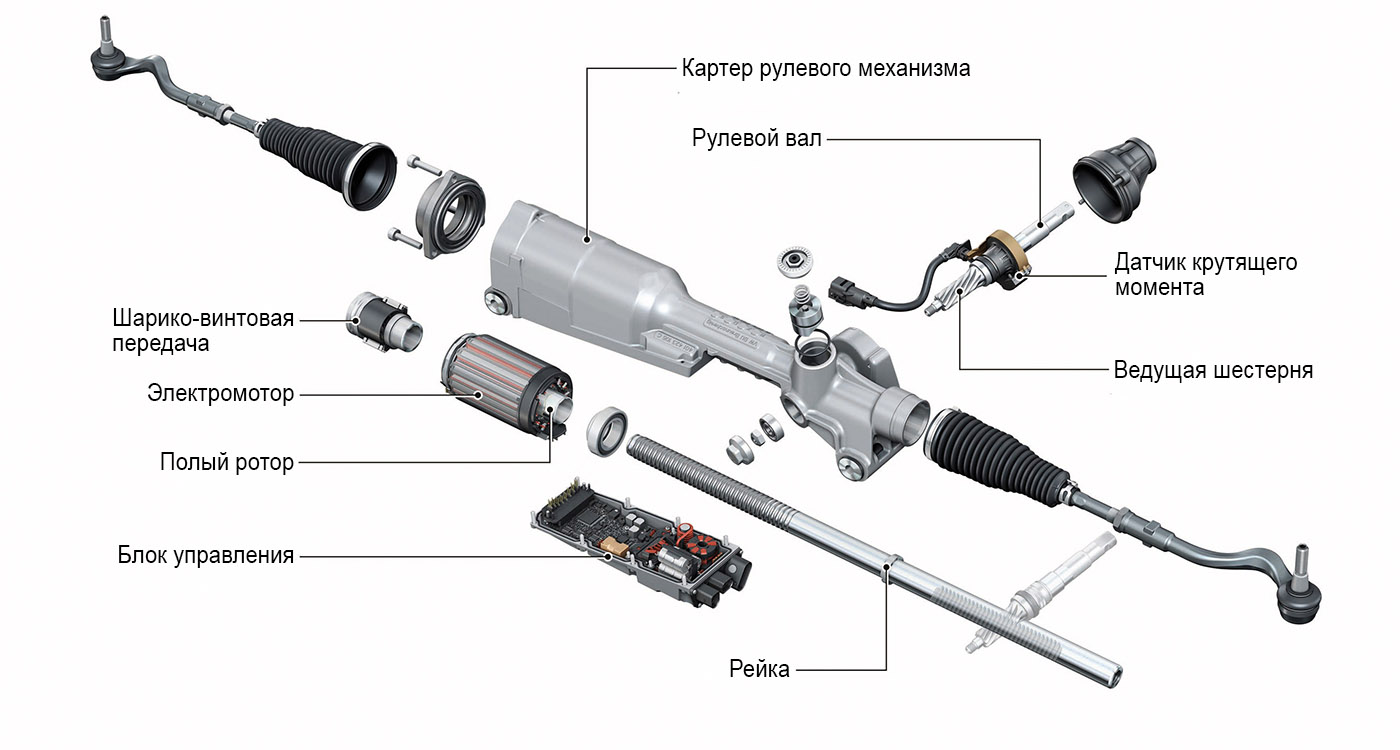 Картер рулевого механизма
Рулевой вал
Датчик крутящего
момента
Шарико-винтовая
передача
Ведущая шестерня
Электромотор
Полый ротор
Блок управления
Рейка